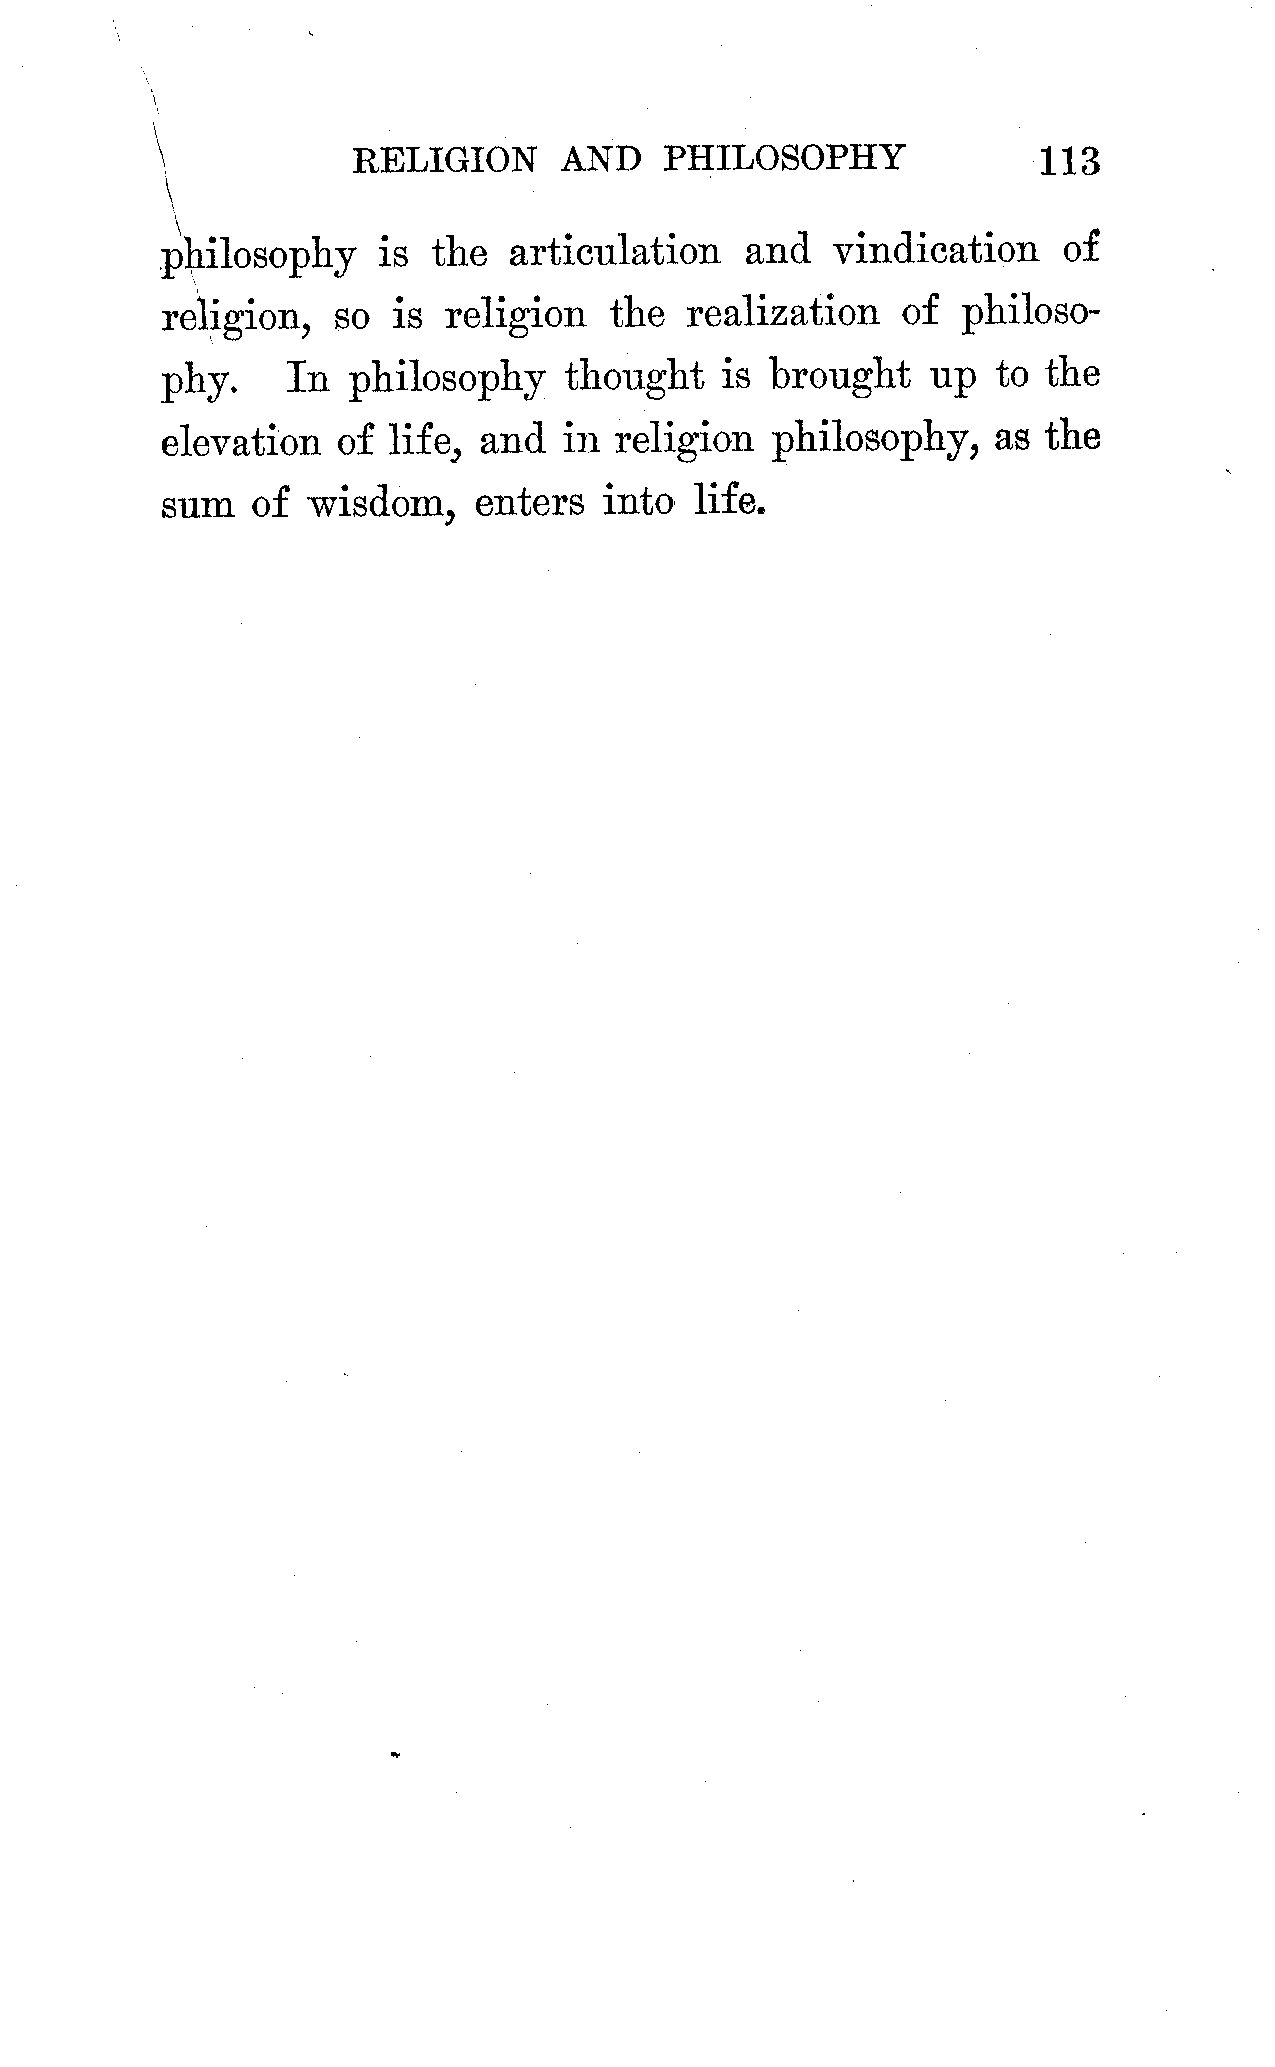 RELIGION AND PHILOSOPHY 113
philosophy is the articulation and vindication of
religion, so is religion the realization of philoso-
phy. In philosophy thought is brought up to the
elevation of life, and in religion philosophy, as the
sum of wisdom, enters into life.